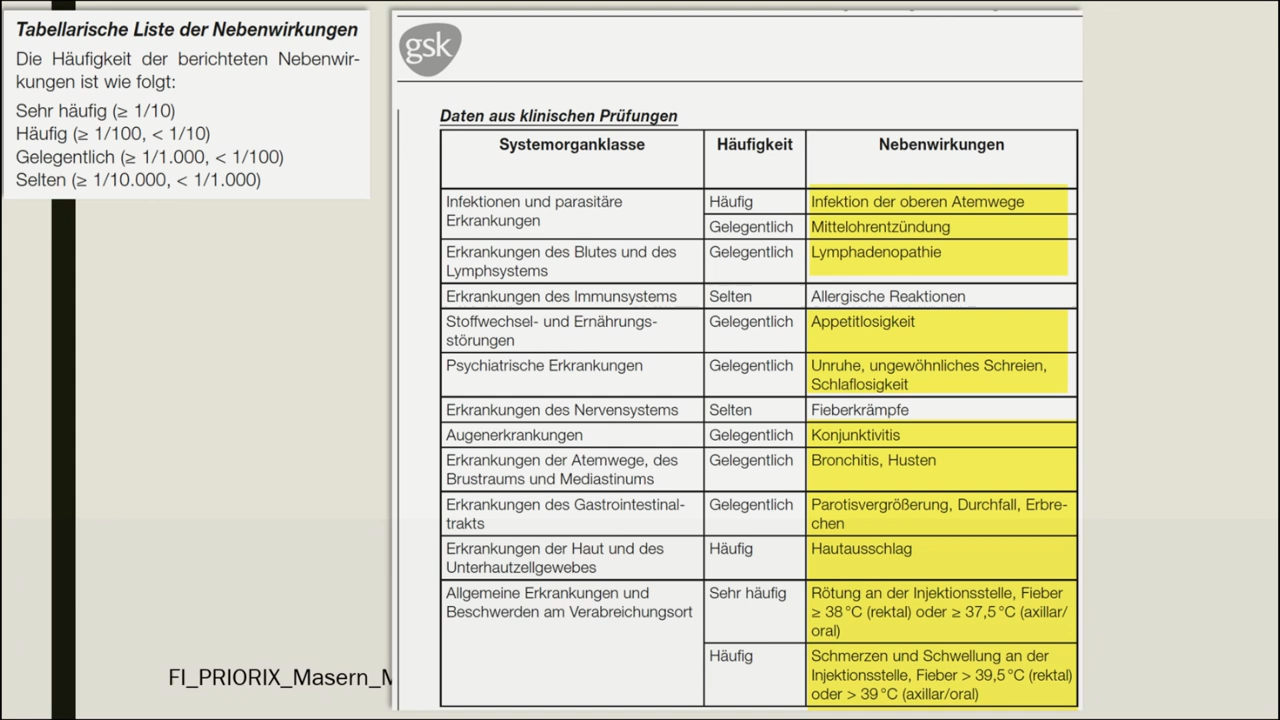 Tabellarische Liste der Nebenwirkungen
Die Häufigkeit der berichteten Nebenwir-
kungen ist wie folgt:
Sehr häufig (≥ 1/10)
Häufig (≥ 1/100, < 1/10)
Gelegentlich (≥ 1/1.000, < 1/100)
Selten (≥ 1/10.000, < 1/1.000)
gsk
Daten aus klinischen Prüfungen
Systemorganklasse Häufigkeit Nebenwirkungen
Infektionen und parasitäre
Erkrankungen
Häufig Infektion der oberen Atemwege
Gelegentlich Mittelohrentzündung
Erkrankungen des Blutes und des
Lymphsystems
Gelegentlich Lymphadenopathie
Erkrankungen des Immunsystems Selten Allergische Reaktionen
Stoffwechsel- und Ernährungs-
störungen
Gelegentlich Appetitlosigkeit
Psychiatrische Erkrankungen Gelegentlich Unruhe, ungewöhnliches Schreien,
Schlaflosigkeit
Erkrankungen des Nervensystems Selten Fieberkrämpfe
Augenerkrankungen Gelegentlich Konjunktivitis
Erkrankungen der Atemwege, des
Brustraums und Mediastinums
Gelegentlich Bronchitis, Husten
Erkrankungen des Gastrointestinal-
trakts
Gelegentlich Parotisvergrößerung, Durchfall, Erbre-
chen
Erkrankungen der Haut und des
Unterhautzellgewebes
Häufig Hautausschlag
Allgemeine Erkrankungen und
Beschwerden am Verabreichungsort
Sehr häufig Rötung an der Injektionsstelle, Fieber
≥ 38 °C (rektal) oder ≥ 37,5 °C (axillar/
oral)
Häufig Schmerzen und Schwellung an der
Injektionsstelle, Fieber > 39,5 °C (rektal)
oder > 39 °C (axillar/oral)
FI_PRIORIX_Masern_M